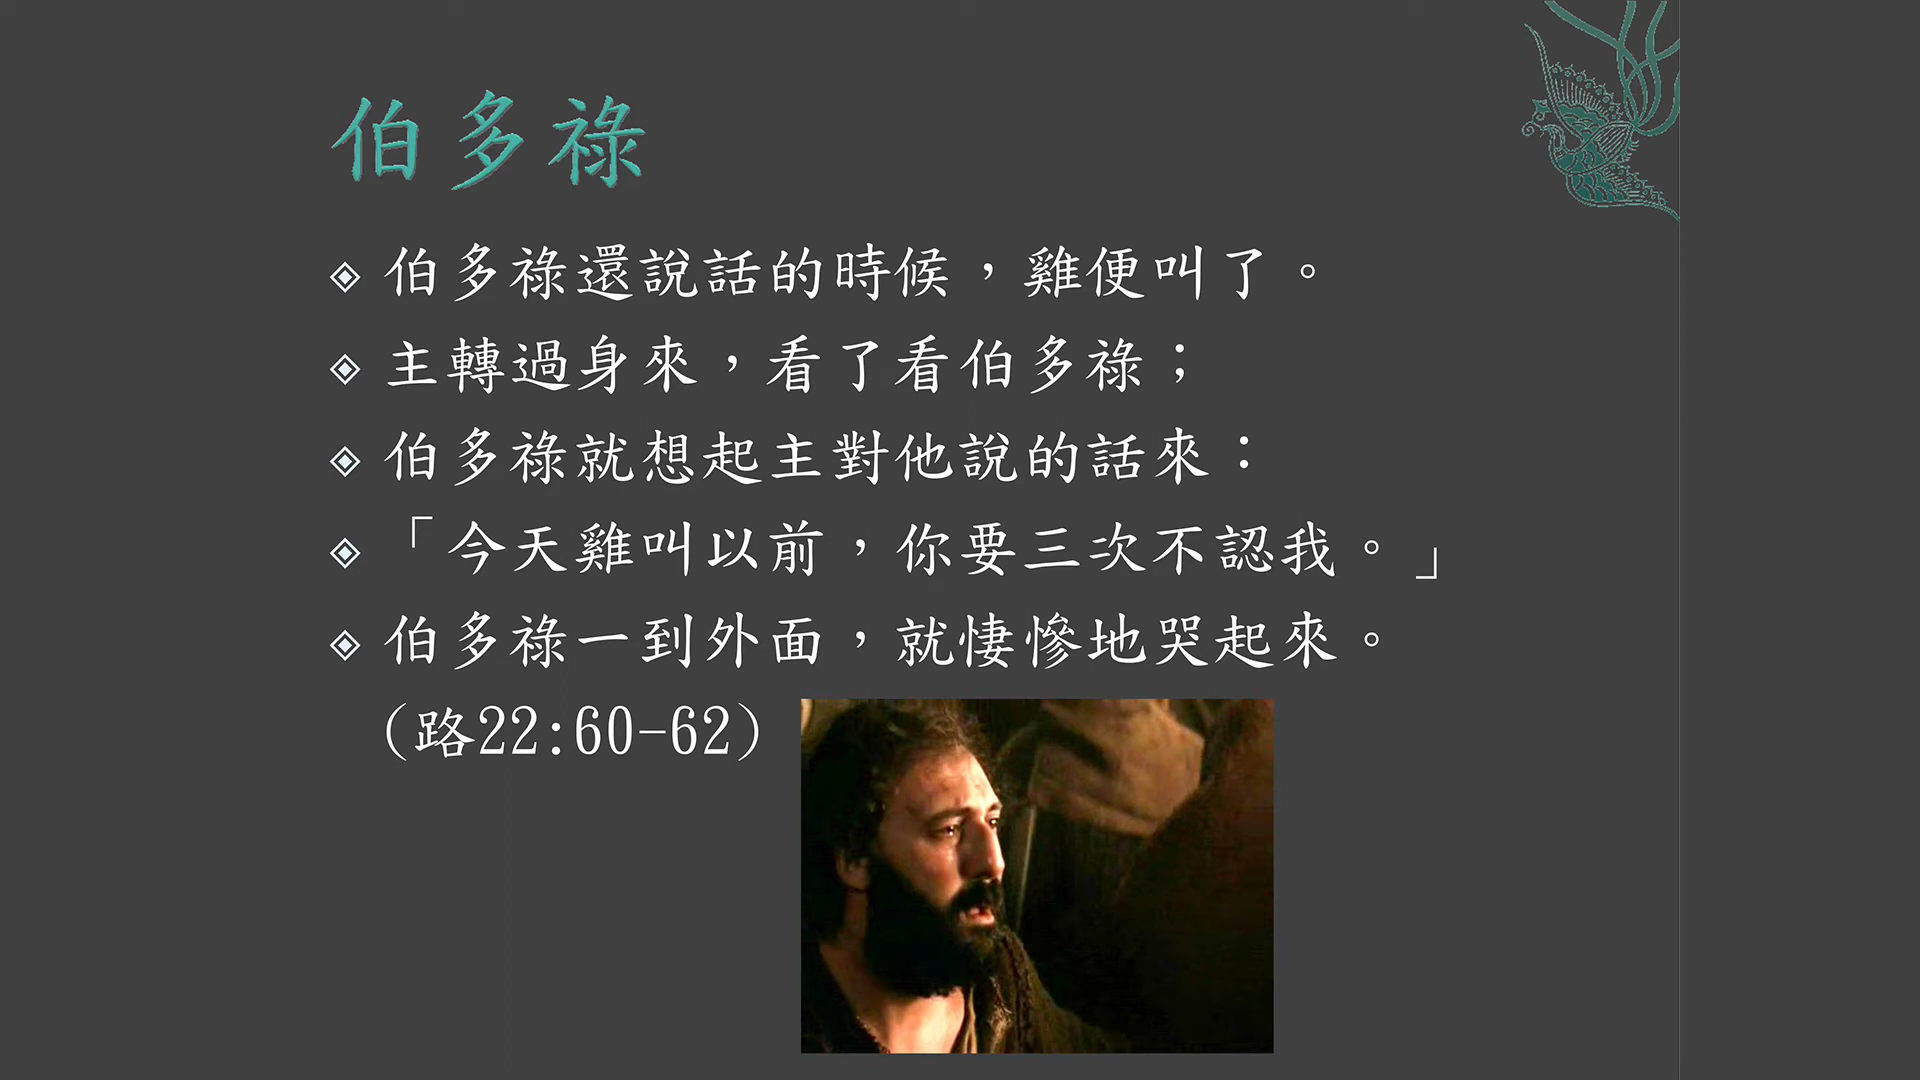 伯多祿
伯多祿還說話的時候，雞便叫了。
主轉過身來，看了看伯多祿；
伯多祿就想起主對他說的話來：
「今天雞叫以前，你要三次不認我。」
伯多祿一到外面，就悽慘地哭起來。
(路22:60-62)